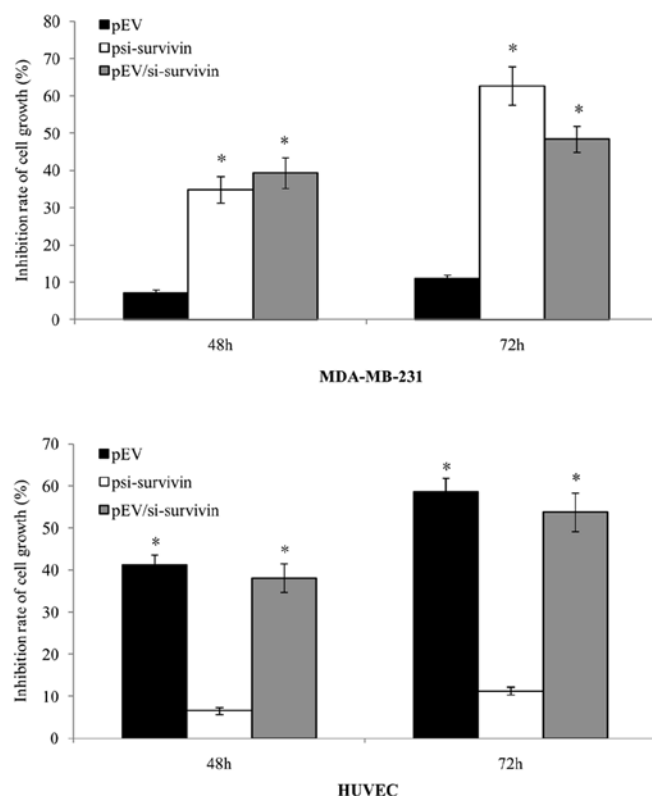 Inhibition rate of cell growth (%)
80
70
60
50
40
30
20
10
0
pEV
psi-survivin
pEV/si-survivin
*
*
*
*
48h
72h
MDA-MB-231
Inhibition rate of cell growth (%)
70
60
50
40
30
20
10
0
pEV
psi-survivin
pEV/si-survivin
*
*
*
*
48h
72h
HUVEC